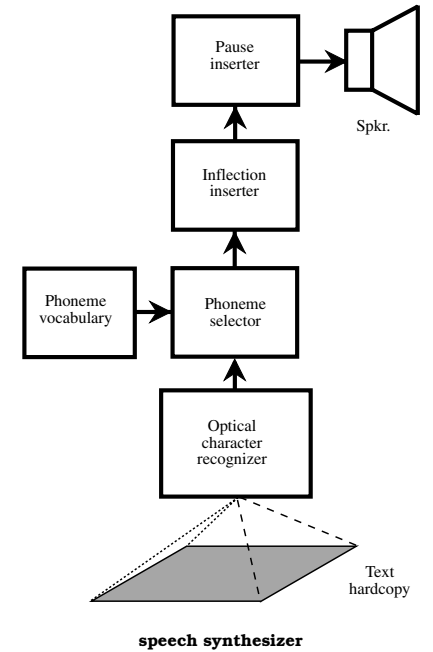 Pause
inserter
Spkr.
Inflection
inserter
Phoneme
vocabulary
Phoneme
selector
Optical
character
recognizer
Text
hardcopy
speech synthesizer